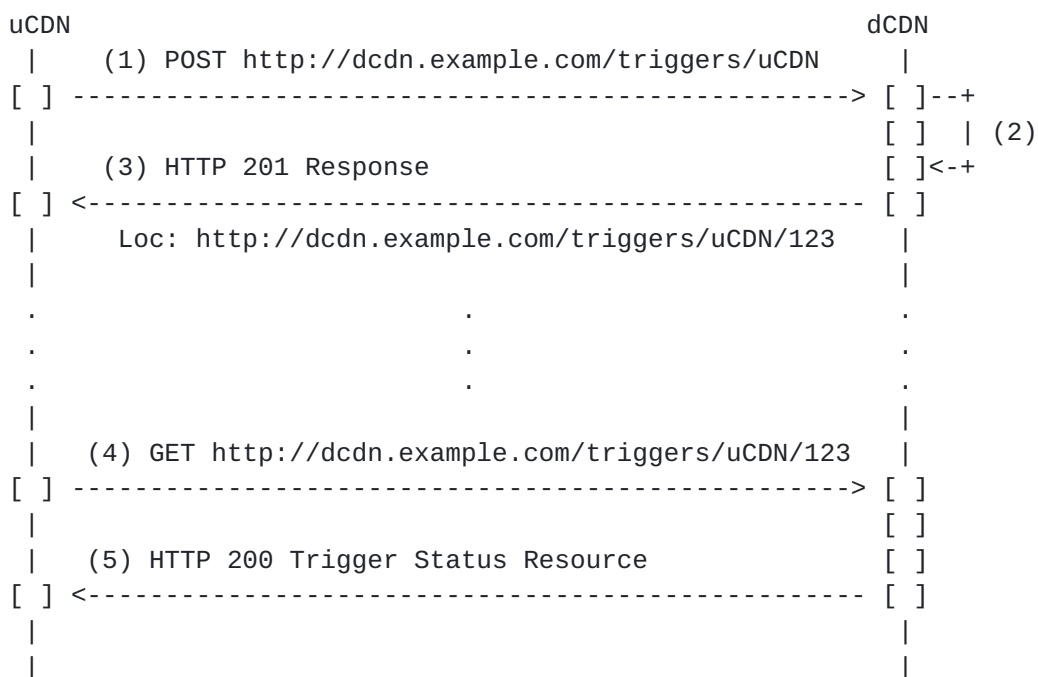 uCDN dCDN
| (1) POST http://dcdn.example.com/triggers/uCDN |
[ ] --------------------------------------------------> [ ]--+
| [ ] | (2)
| (3) HTTP 201 Response [ ]<-+
[ ] <-------------------------------------------------- [ ]
| Loc: http://dcdn.example.com/triggers/uCDN/123 |
| |
. . .
. . .
. . .
| |
| (4) GET http://dcdn.example.com/triggers/uCDN/123 |
[ ] --------------------------------------------------> [ ]
| [ ]
| (5) HTTP 200 Trigger Status Resource [ ]
[ ] <-------------------------------------------------- [ ]
| |
| |